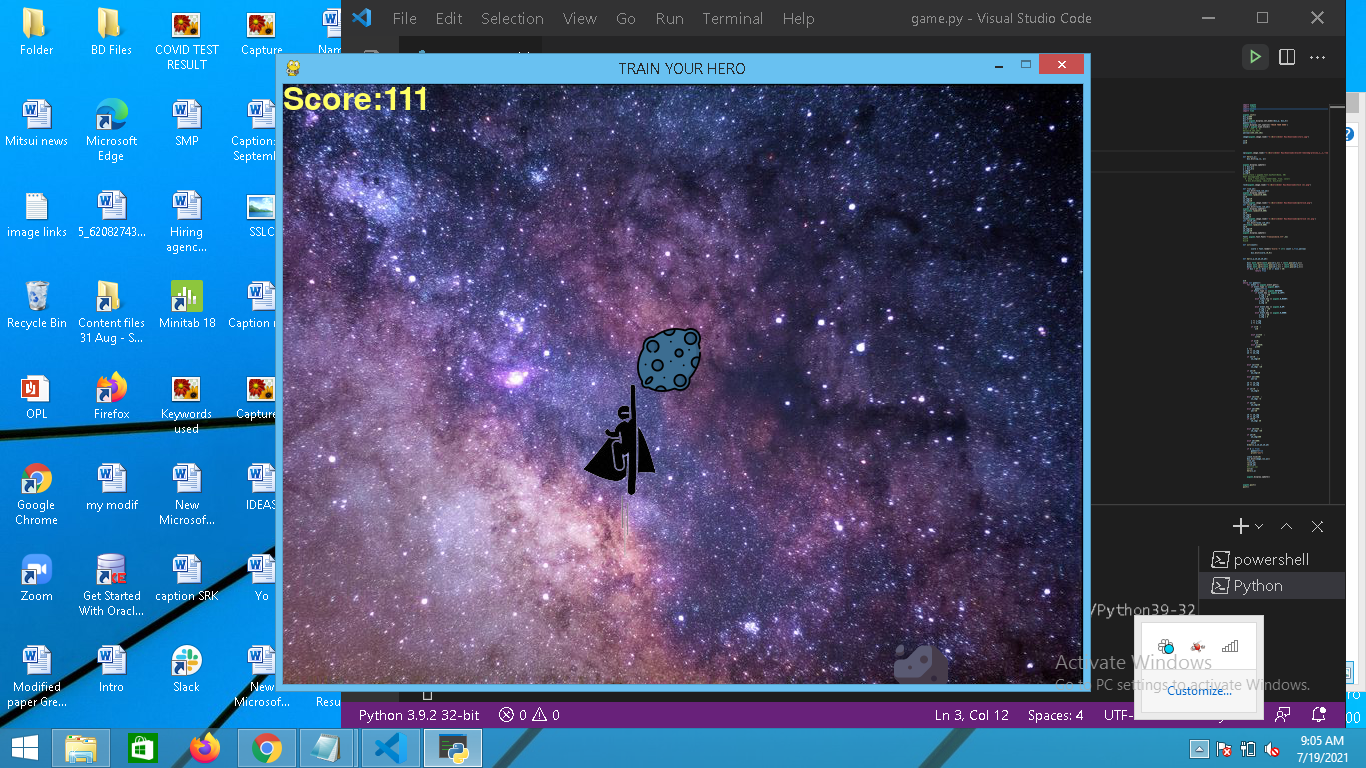 File Edit Selection View Go Run Terminal Help
game.py - Visual Studio Code
TRAIN YOUR HERO
Score:111
Folder
BD Files
COVID TEST
RESULT
Capture
Mitsui news
Microsoft
Edge
SMP
Caption:
image links
5_62082743...
Hiring
agenc...
SSLC
Recycle Bin
Content files
31 Aug - S...
Minitab 18
OPL
Firefox
Keywords
used
Capture
Google
Chrome
my modif
New
Microsof...
IDEAS
Zoom
Get Started
With Oracl...
caption SRK
Yo
Modified
paper Gre...
Intro
Slack
New
Microsof...
powershell
Python
/Python39-32
Activate Windows
Go to PC settings to activate Windows.
Customize...
Python 3.9.2 32-bit
0
0
Ln 3, Col 12
Spaces: 4
UTF-
9:05 AM
7/19/2021